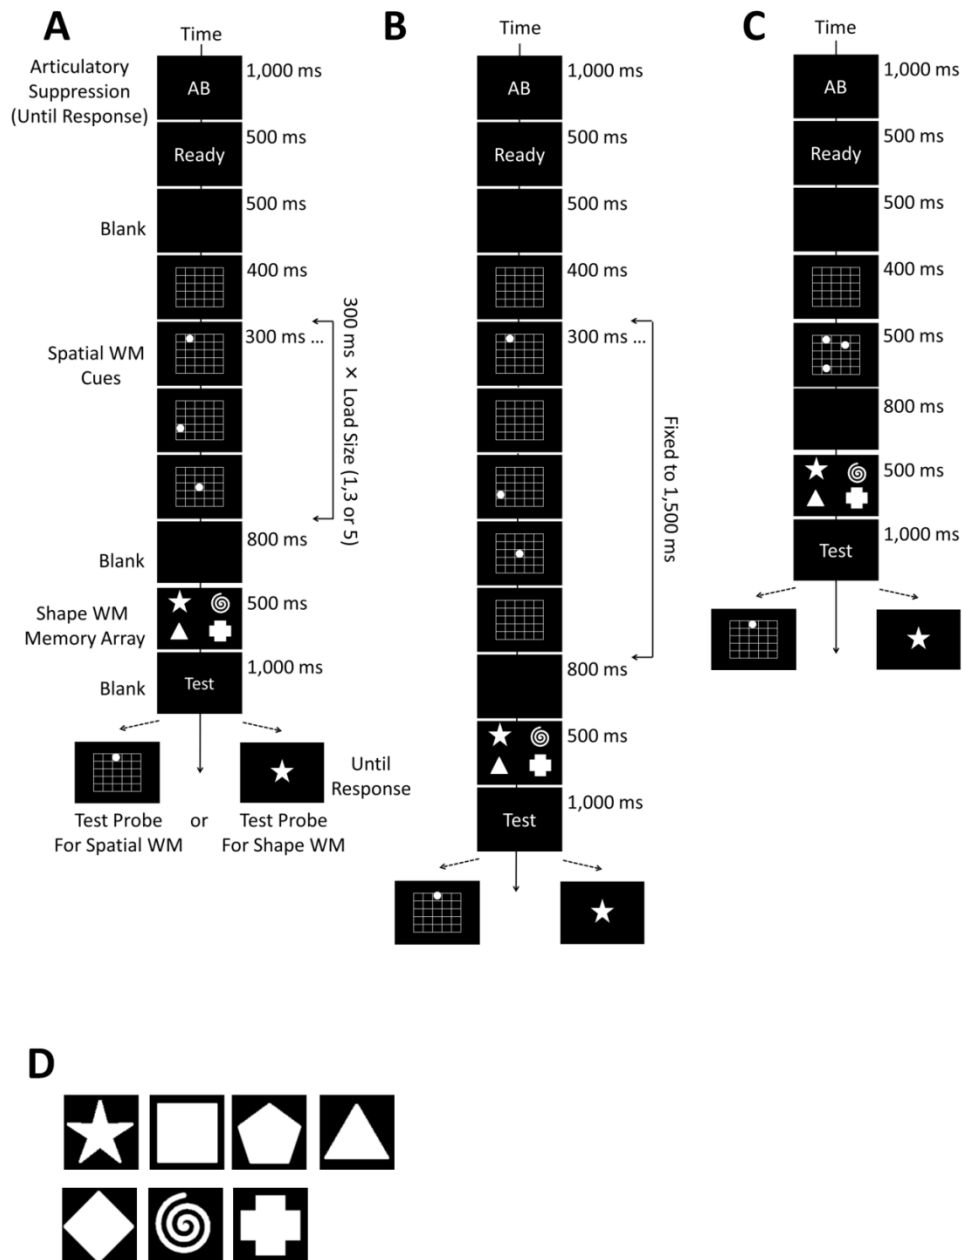 A
Time
Articulatory
Suppression
(Until Response)
AB
1,000 ms
Ready
500 ms
Blank
500 ms
400 ms
Spatial WM
Cues
300 ms ...
300 ms × Load Size (1,3 or 5)
Blank
800 ms
Shape WM
Memory Array
500 ms
Blank
Test
1,000 ms
Until
Response
Test Probe
For Spatial WM
or
Test Probe
For Shape WM
B
Time
AB
1,000 ms
Ready
500 ms
500 ms
400 ms
300 ms ...
Fixed to 1,500 ms
800 ms
500 ms
Test
1,000 ms
C
Time
AB
1,000 ms
Ready
500 ms
500 ms
400 ms
500 ms
800 ms
500 ms
Test
1,000 ms
D